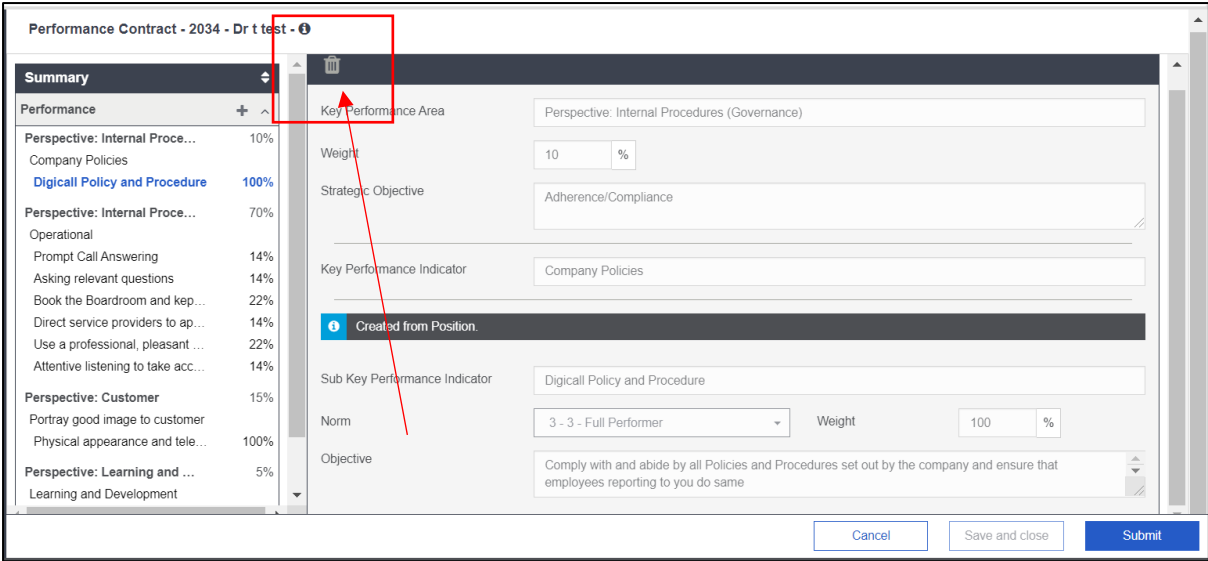 Performance Contract - 2034 - Dr t test -
Summary
Performance
Perspective: Internal Proce... 10%
Company Policies
Digicall Policy and Procedure 100%
Perspective: Internal Proce... 70%
Operational
Prompt Call Answering 14%
Asking relevant questions 14%
Book the Boardroom and kep... 22%
Direct service providers to ap... 14%
Use a professional, pleasant ... 22%
Attentive listening to take acc... 14%
Perspective: Customer 15%
Portray good image to customer
Physical appearance and tele... 100%
Perspective: Learning and ... 5%
Learning and Development
Key Performance Area Perspective: Internal Procedures (Governance)
Weight 10 %
Strategic Objective Adherence/Compliance
Key Performance Indicator Company Policies
Created from Position.
Sub Key Performance Indicator Digicall Policy and Procedure
Norm 3 - 3 - Full Performer Weight 100 %
Objective Comply with and abide by all Policies and Procedures set out by the company and ensure that
employees reporting to you do same
Cancel Save and close Submit